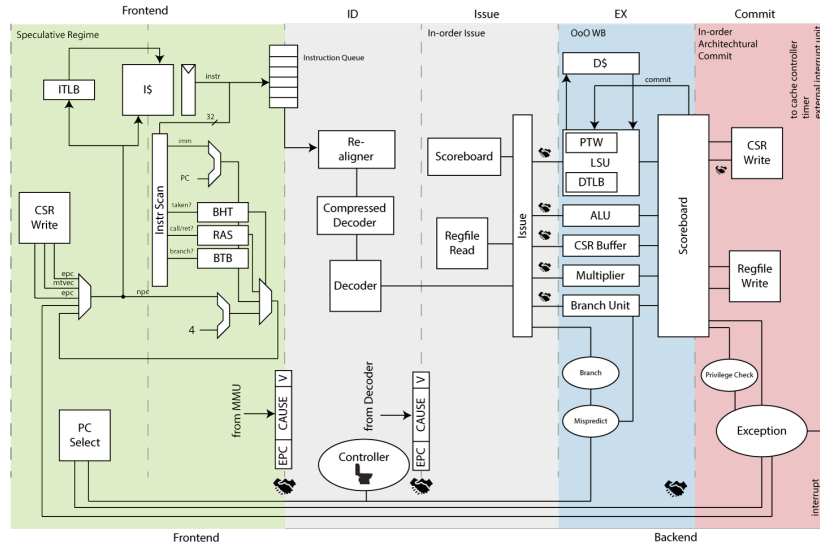 Frontend
ID
Issue
EX
Commit
Speculative Regime
In-order Issue
OoO WB
In-order
Architechtural
Commit
to cache controller
timer
external interrupt unit
ITLB
I$
instr
Instruction Queue
32
Instr Scan
imm
PC
taken?
BHT
call/ret?
RAS
branch?
BTB
CSR
Write
epc
mtvec
epc
npc
4
Re-
aligner
Compressed
Decoder
Decoder
Scoreboard
Regfile
Read
Issue
D$
commit
PTW
LSU
DTLB
ALU
CSR Buffer
Multiplier
Branch Unit
Scoreboard
CSR
Write
Regfile
Write
Branch
Mispredict
Privilege Check
Exception
PC
Select
from MMU
EPC
CAUSE
V
from Decoder
EPC
CAUSE
V
Controller
interrupt
Frontend
Backend